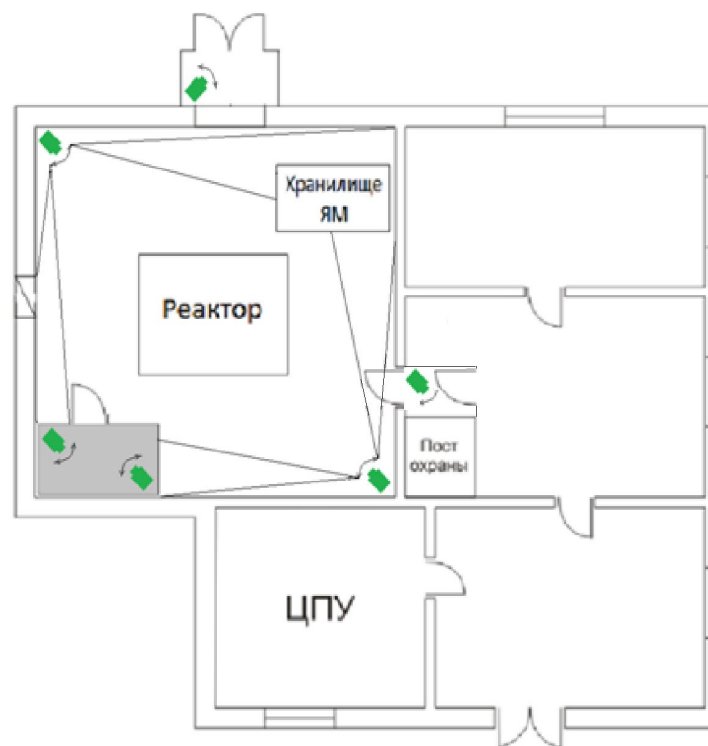 Хранилище
ЯМ
Реактор
Пост
охраны
ЦПУ